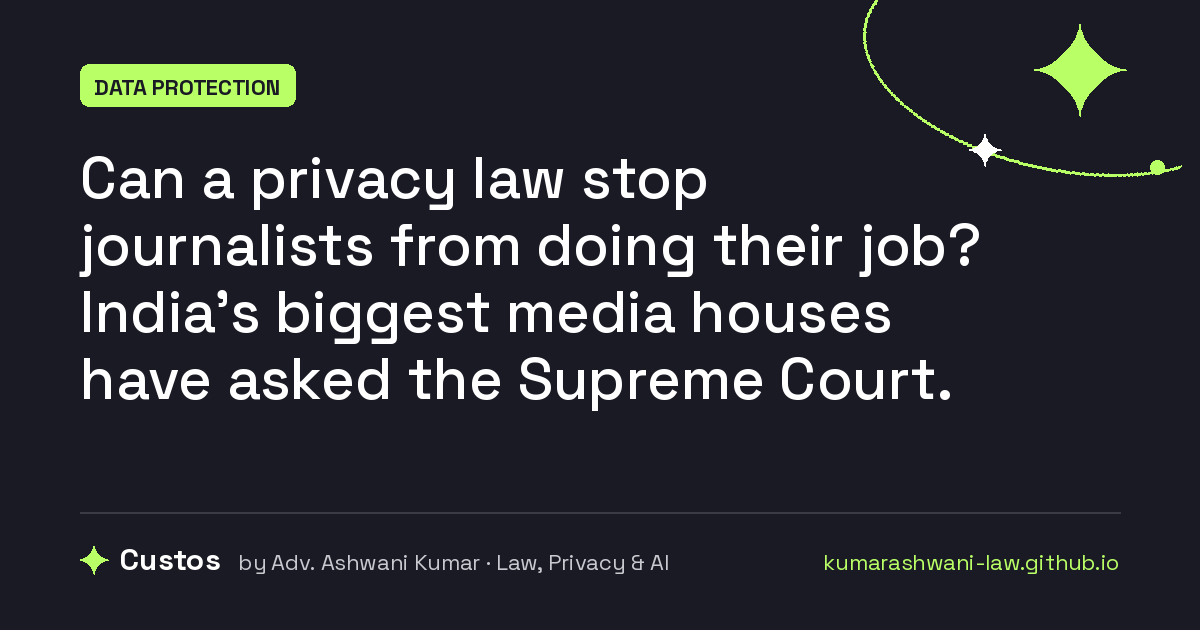 DATA PROTECTION
Can a privacy law stop
journalists from doing their job?
India’s biggest media houses
have asked the Supreme Court.
Custos by Adv. Ashwani Kumar · Law, Privacy & AI
kumarashwani-law.github.io